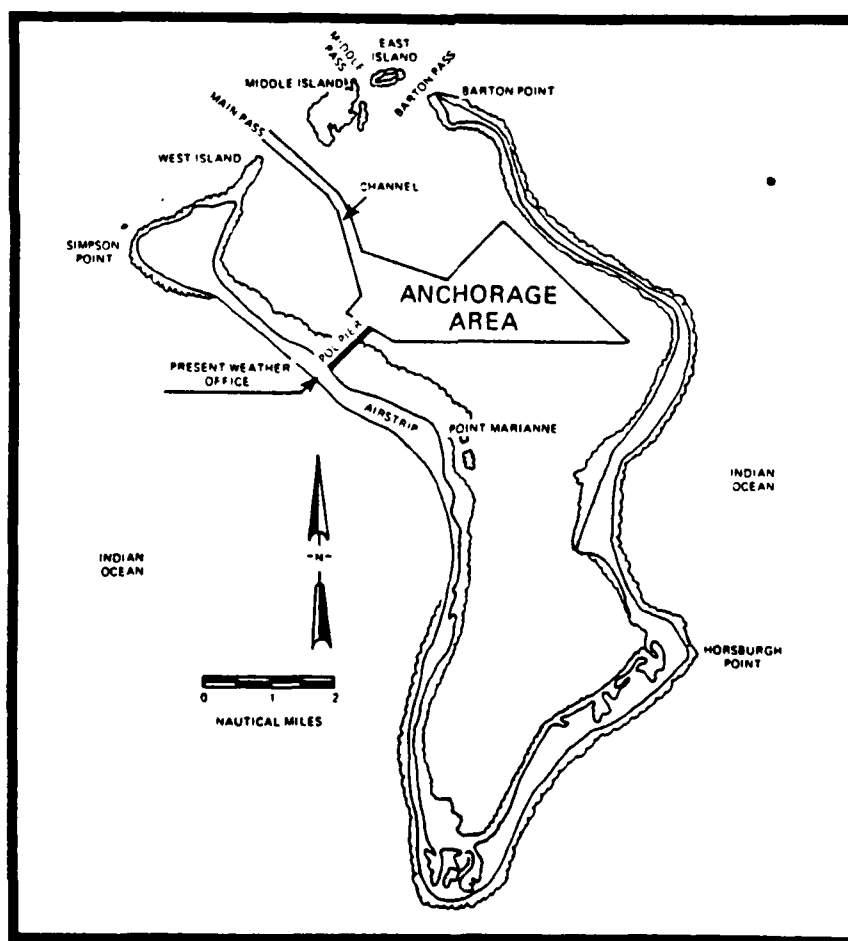 EAST
ISLAND
MIDDLE
PASS
MIDDLE ISLAND
BARTON PASS
BARTON POINT
MAIN PASS
WEST ISLAND
CHANNEL
SIMPSON
POINT
ANCHORAGE
AREA
POL PIER
PRESENT WEATHER
OFFICE
AIRSTRIP
POINT MARIANNE
INDIAN
OCEAN
-N-
INDIAN
OCEAN
HORSBURGH
POINT
0 1 2
NAUTICAL MILES